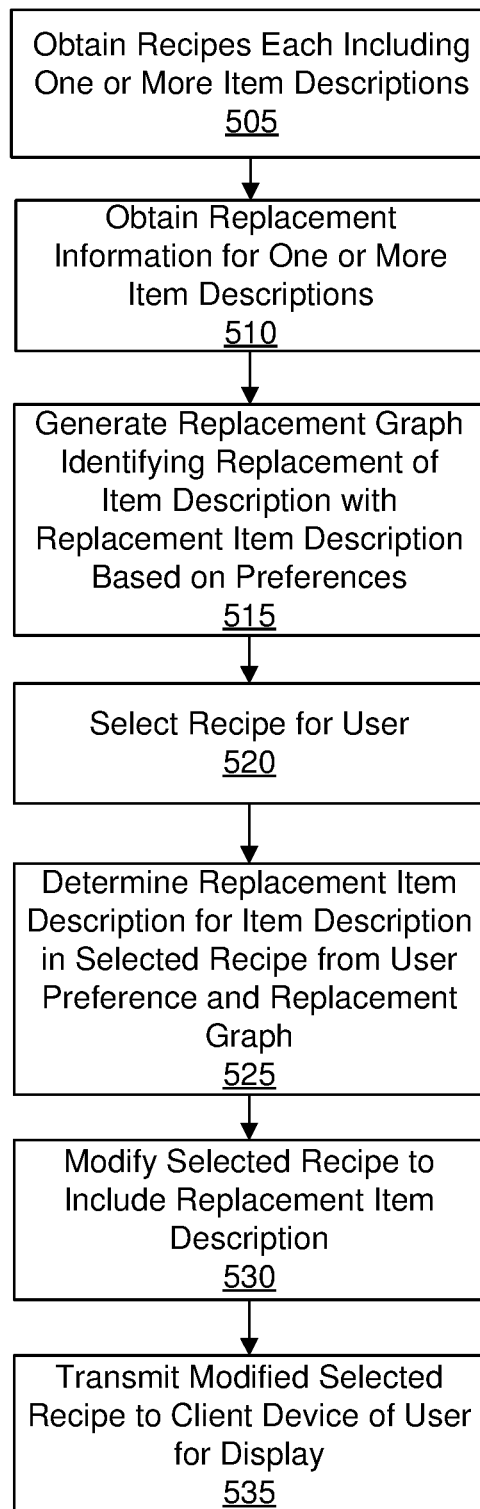 Obtain Recipes Each Including
One or More Item Descriptions
505
Obtain Replacement
Information for One or More
Item Descriptions
510
Generate Replacement Graph
Identifying Replacement of
Item Description with
Replacement Item Description
Based on Preferences
515
Select Recipe for User
520
Determine Replacement Item
Description for Item Description
in Selected Recipe from User
Preference and Replacement
Graph
525
Modify Selected Recipe to
Include Replacement Item
Description
530
Transmit Modified Selected
Recipe to Client Device of User
for Display
535